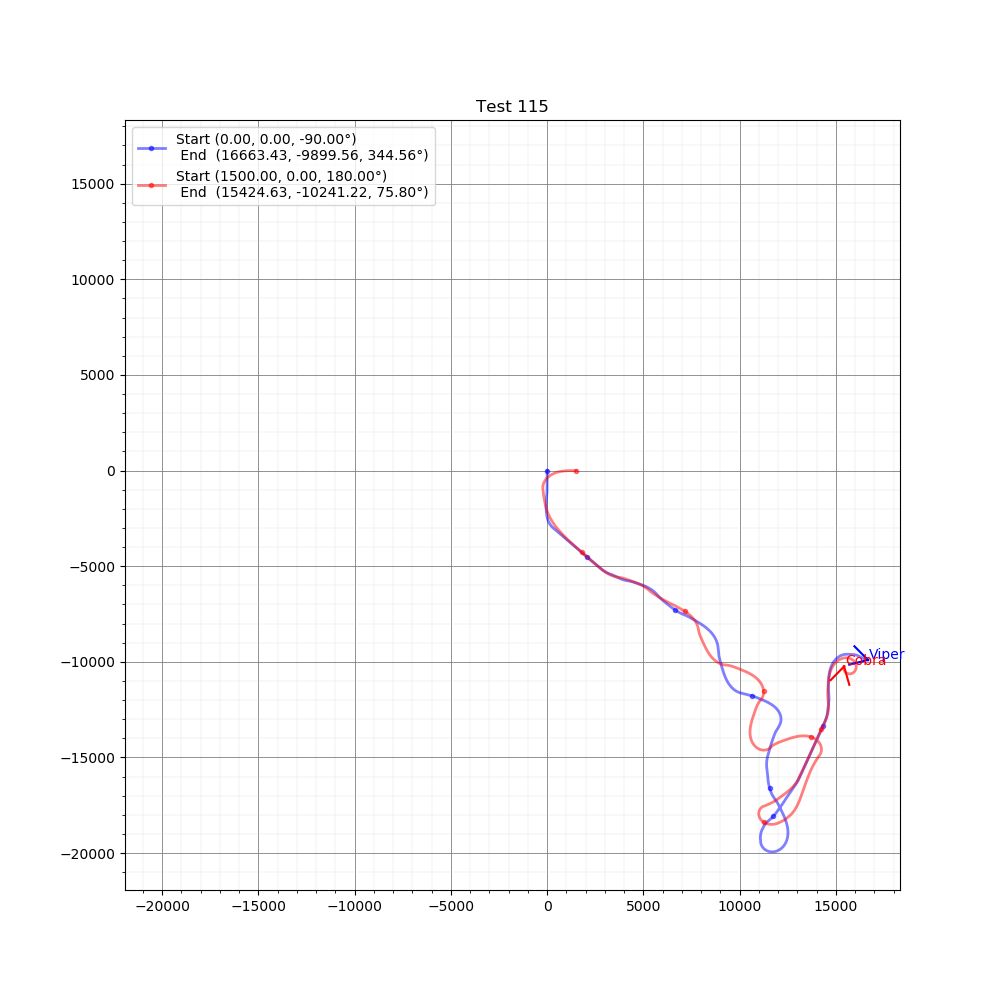 Test 115
Start (0.00, 0.00, -90.00°)
End (16663.43, -9899.56, 344.56°)
Start (1500.00, 0.00, 180.00°)
End (15424.63, -10241.22, 75.80°)
15000
10000
5000
0
−5000
−10000
−15000
−20000
Viper
Cobra
−20000 −15000 −10000 −5000 0 5000 10000 15000